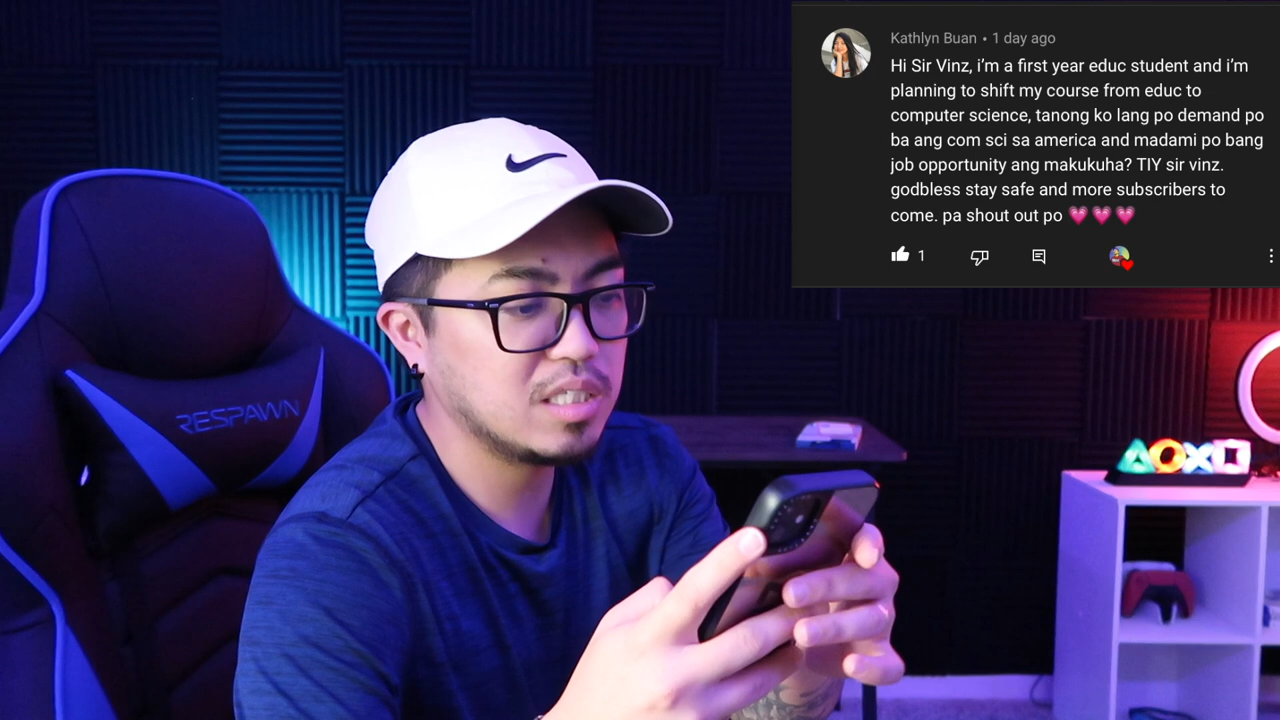 Kathlyn Buan • 1 day ago
Hi Sir Vinz, i'm a first year educ student and i'm
planning to shift my course from educ to
computer science, tanong ko lang po demand po
ba ang com sci sa america and madami po bang
job opportunity ang makukuha? TIY sir vinz.
godbless stay safe and more subscribers to
come. pa shout out po 💗💗💗
1
RESPAWN